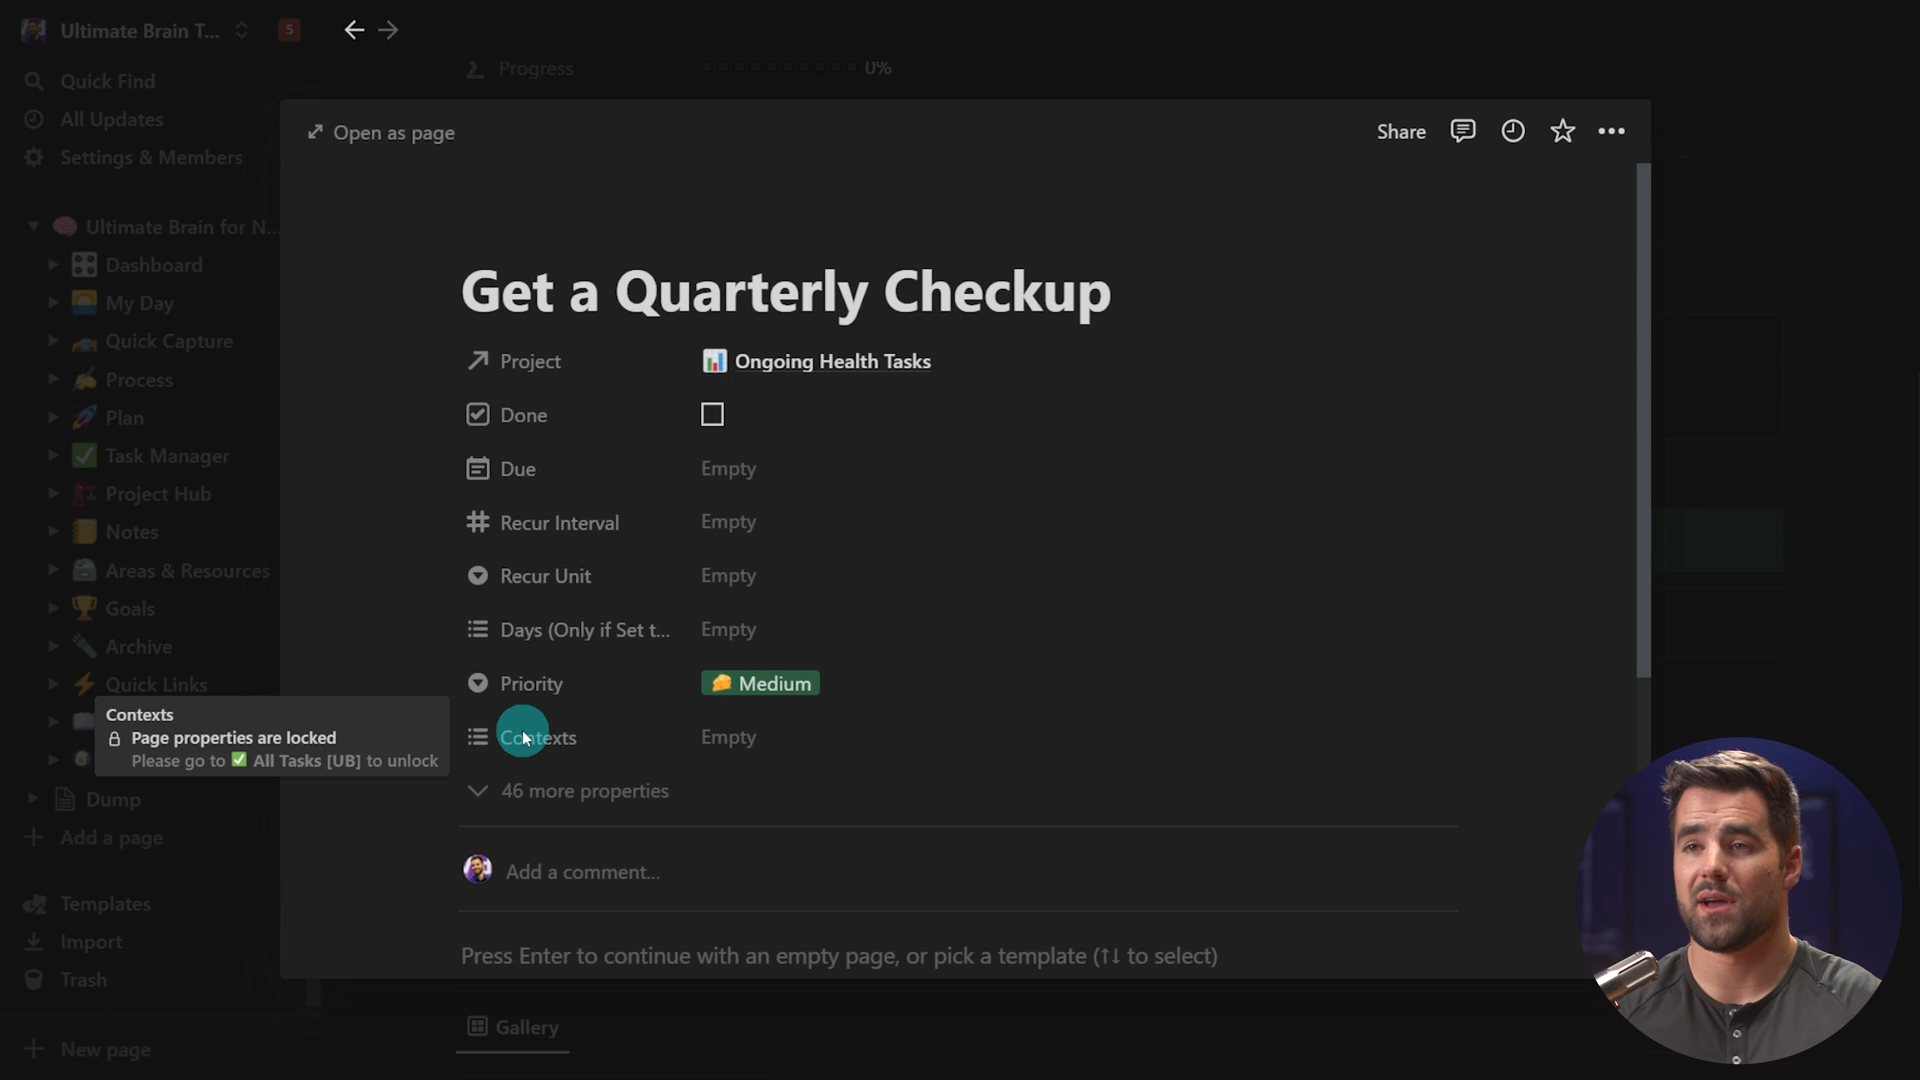 Ultimate Brain T...
5
Quick Find
All Updates
Settings & Members
Ultimate Brain for N...
Dashboard
My Day
Quick Capture
Process
Plan
Task Manager
Project Hub
Notes
Areas & Resources
Goals
Archive
Quick Links
Contexts
Page properties are locked
Please go to ✅ All Tasks [UB] to unlock
Dump
Add a page
Templates
Import
Trash
New page
Progress 0%
Open as page
Share
Get a Quarterly Checkup
Project Ongoing Health Tasks
Done
Due Empty
Recur Interval Empty
Recur Unit Empty
Days (Only if Set t... Empty
Priority Medium
Contexts Empty
46 more properties
Add a comment...
Press Enter to continue with an empty page, or pick a template (↑↓ to select)
Gallery